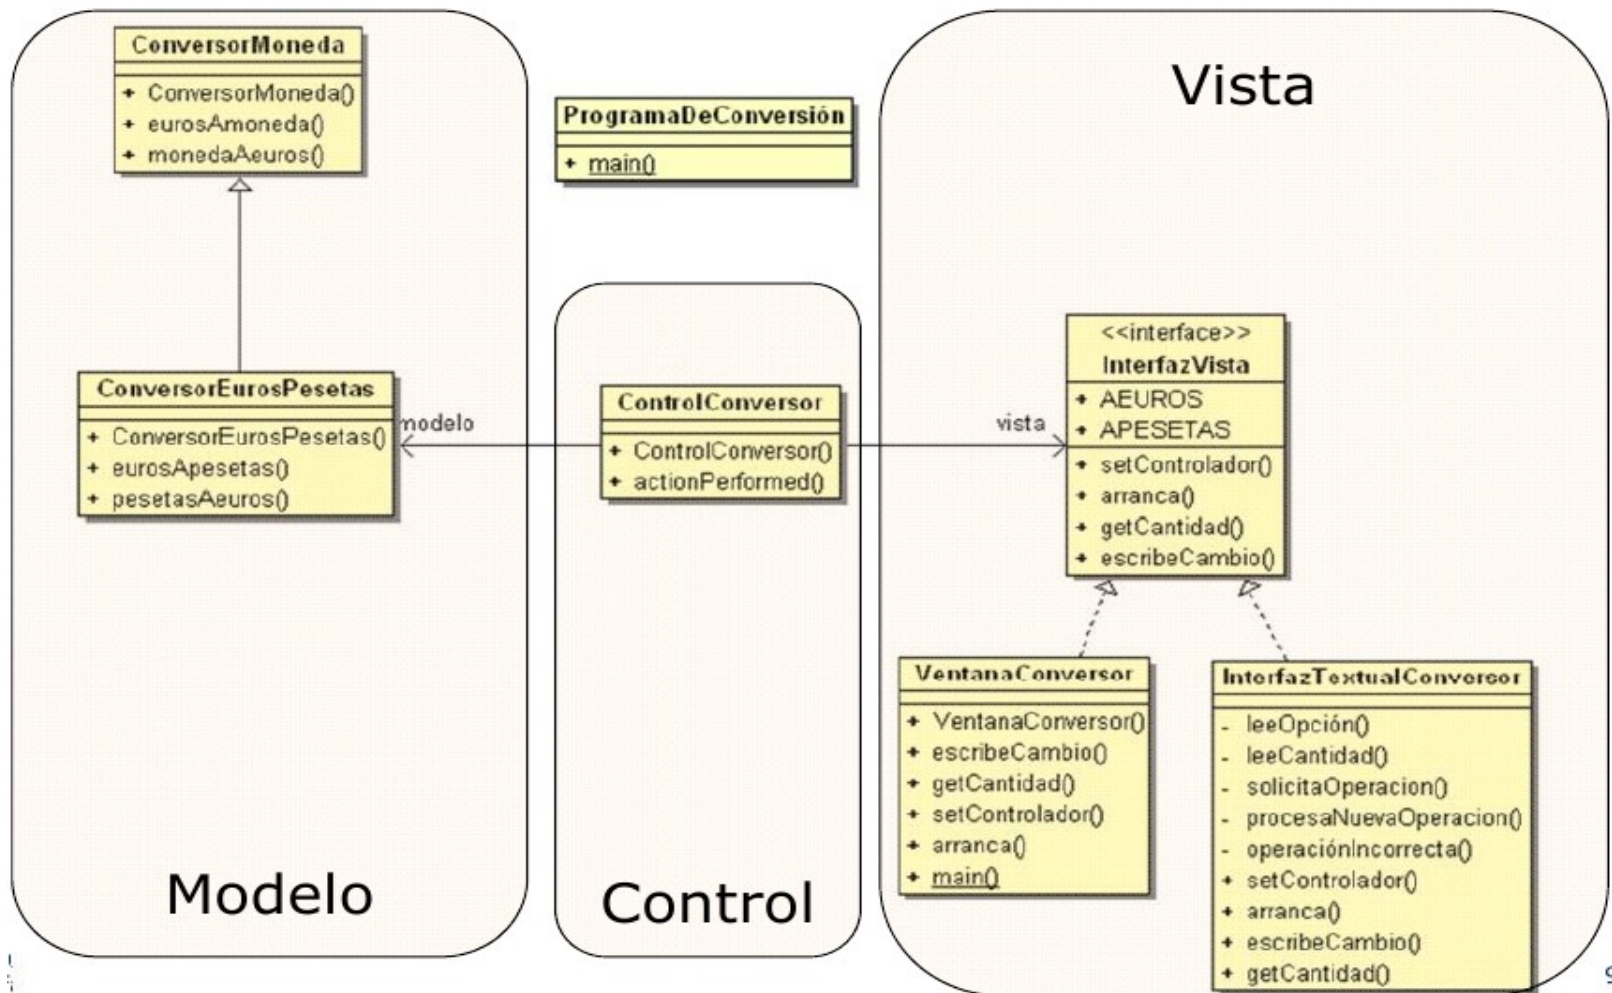 ConversorMoneda
+ ConversorMoneda()
+ eurosAmoneda()
+ monedaAeuros()
ConversorEurosPesetas
+ ConversorEurosPesetas()
+ eurosApesetas()
+ pesetasAeuros()
modelo
Modelo
ProgramaDeConversión
+ main()
ControlConversor
+ ControlConversor()
+ actionPerformed()
Control
Vista
vista
<<interface>>
InterfazVista
+ AEUROS
+ APESETAS
+ setControlador()
+ arranca()
+ getCantidad()
+ escribeCambio()
VentanaConversor
+ VentanaConversor()
+ escribeCambio()
+ getCantidad()
+ setControlador()
+ arranca()
+ main()
InterfazTextualConversor
- leeOpción()
- leeCantidad()
- solicitaOperacion()
- procesaNuevaOperacion()
- operaciónIncorrecta()
+ setControlador()
+ arranca()
+ escribeCambio()
+ getCantidad()